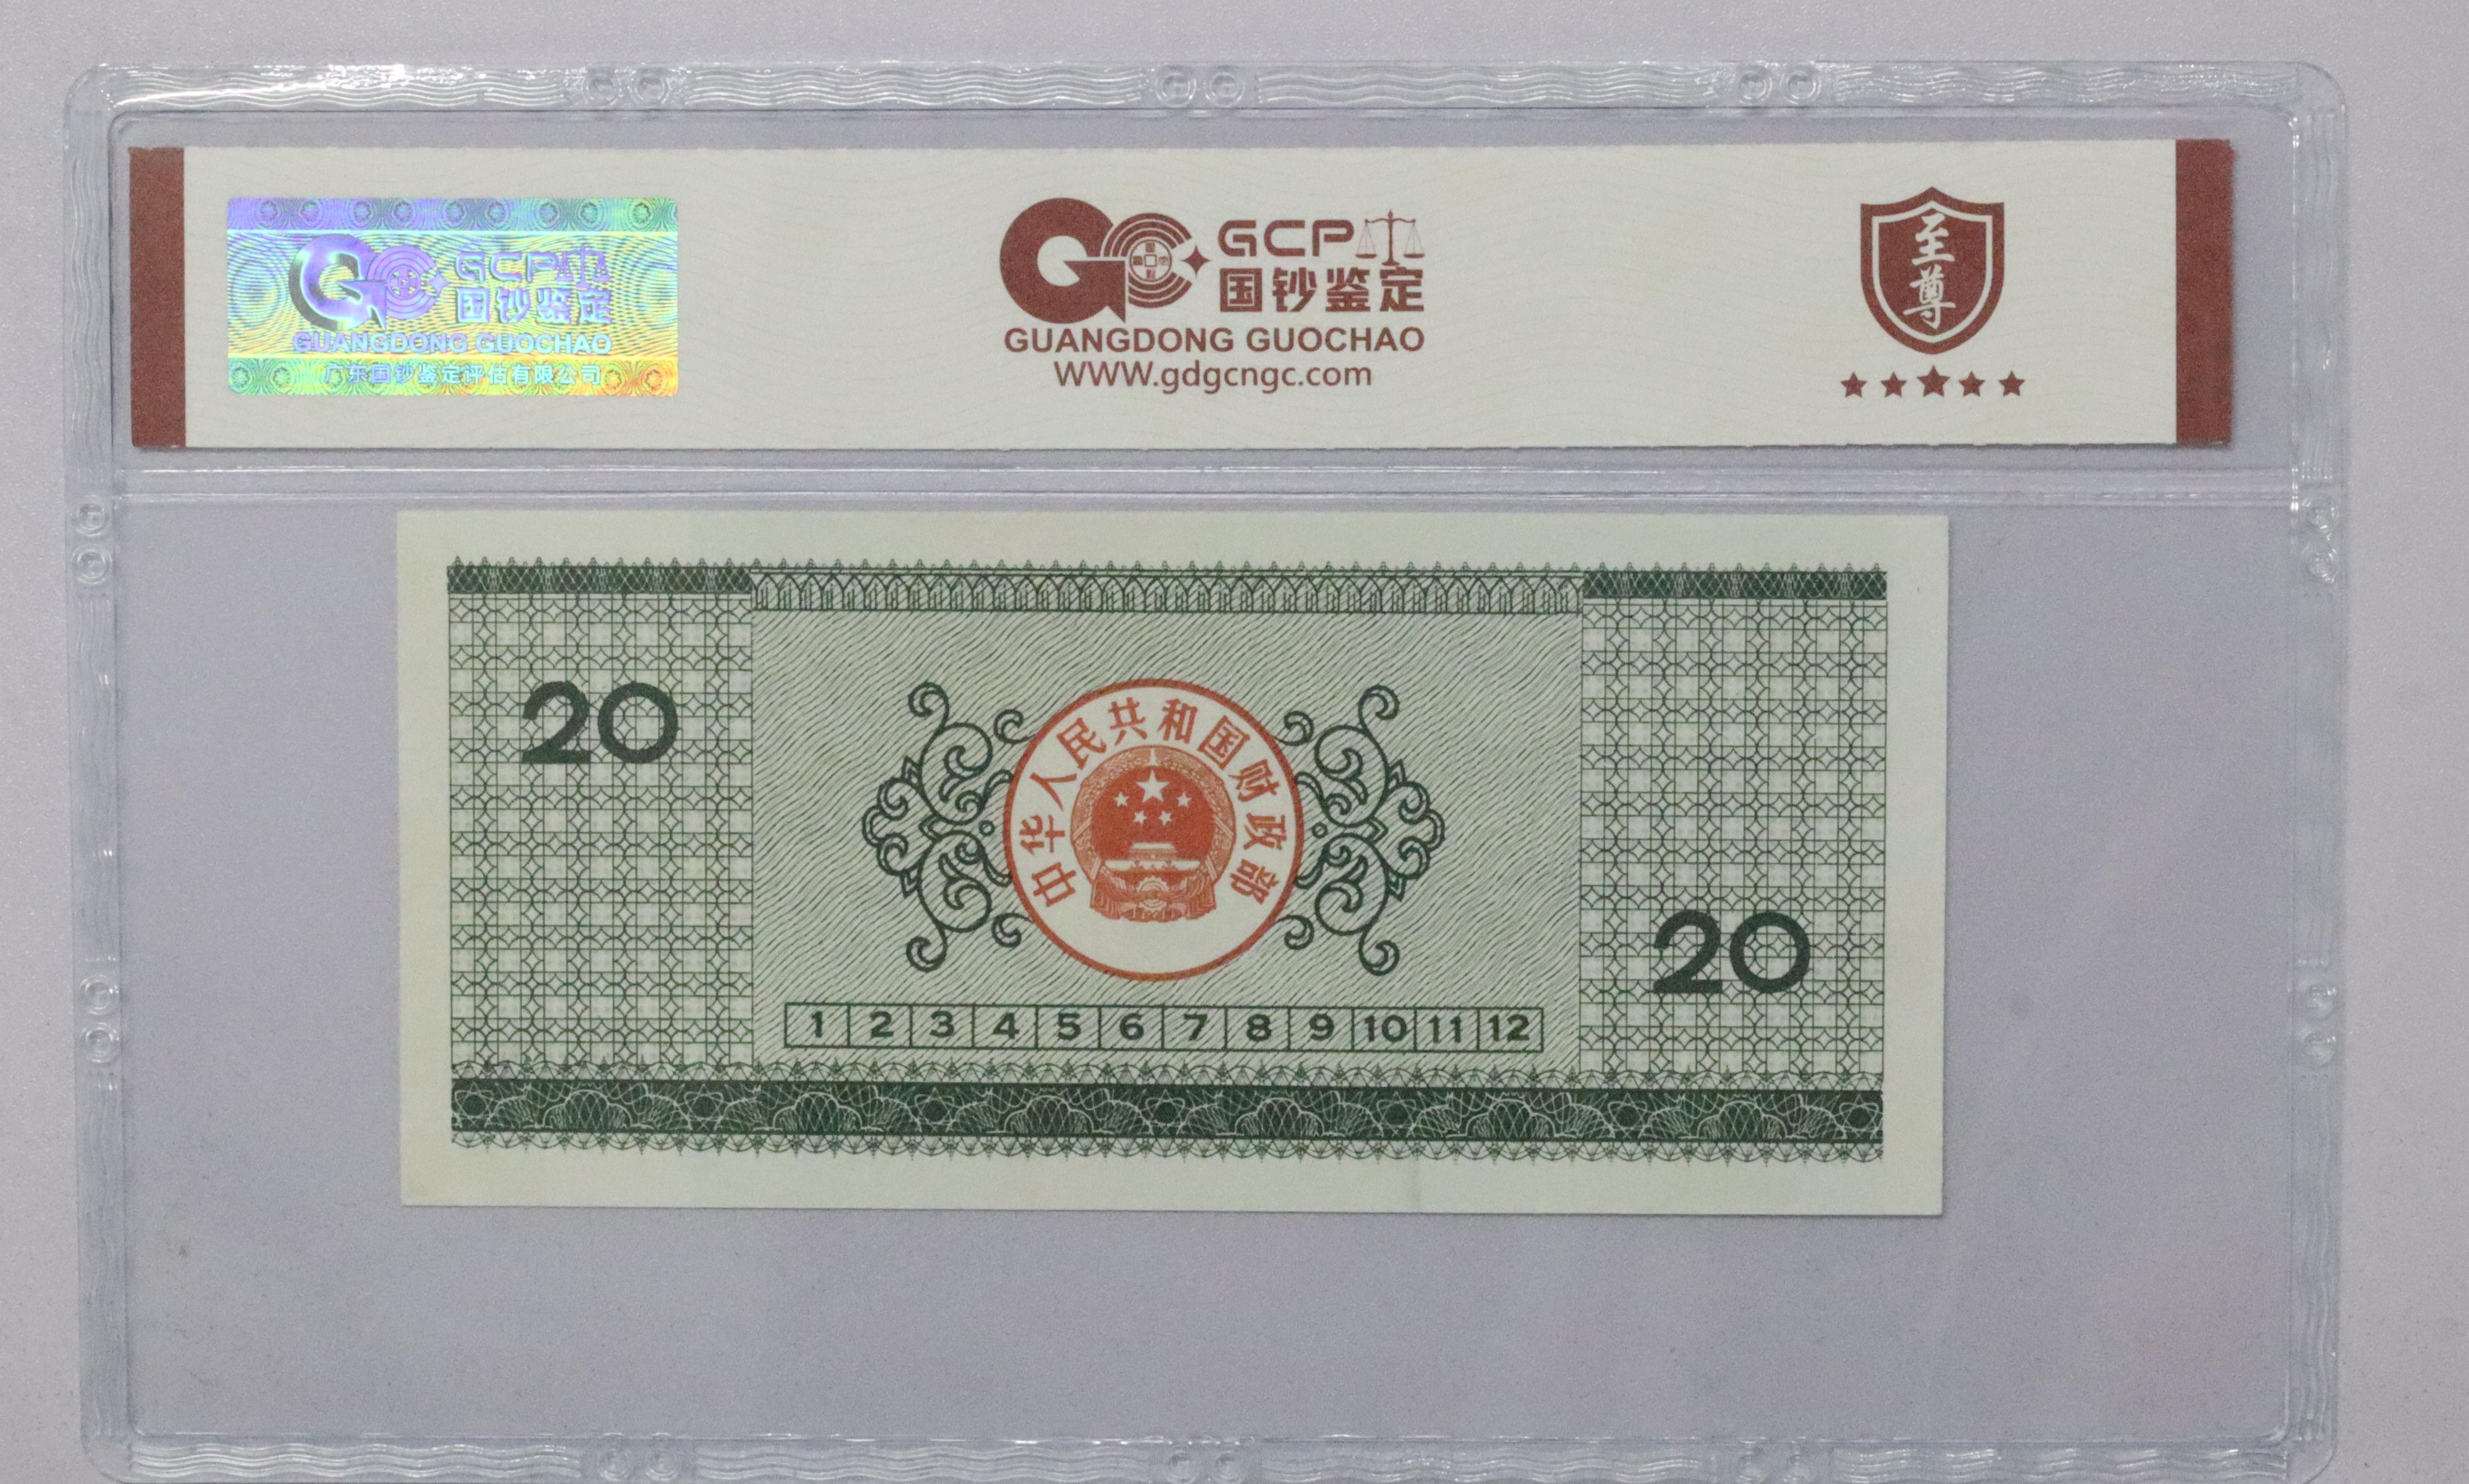 GCP
国钞鉴定
GUANGDONG GUOCHAO
广东国钞鉴定评估有限公司
GCP
国钞鉴定
GUANGDONG GUOCHAO
WWW.gdgcngc.com
至尊
20
中华人民共和国财政部
20
1 2 3 4 5 6 7 8 9 10 11 12